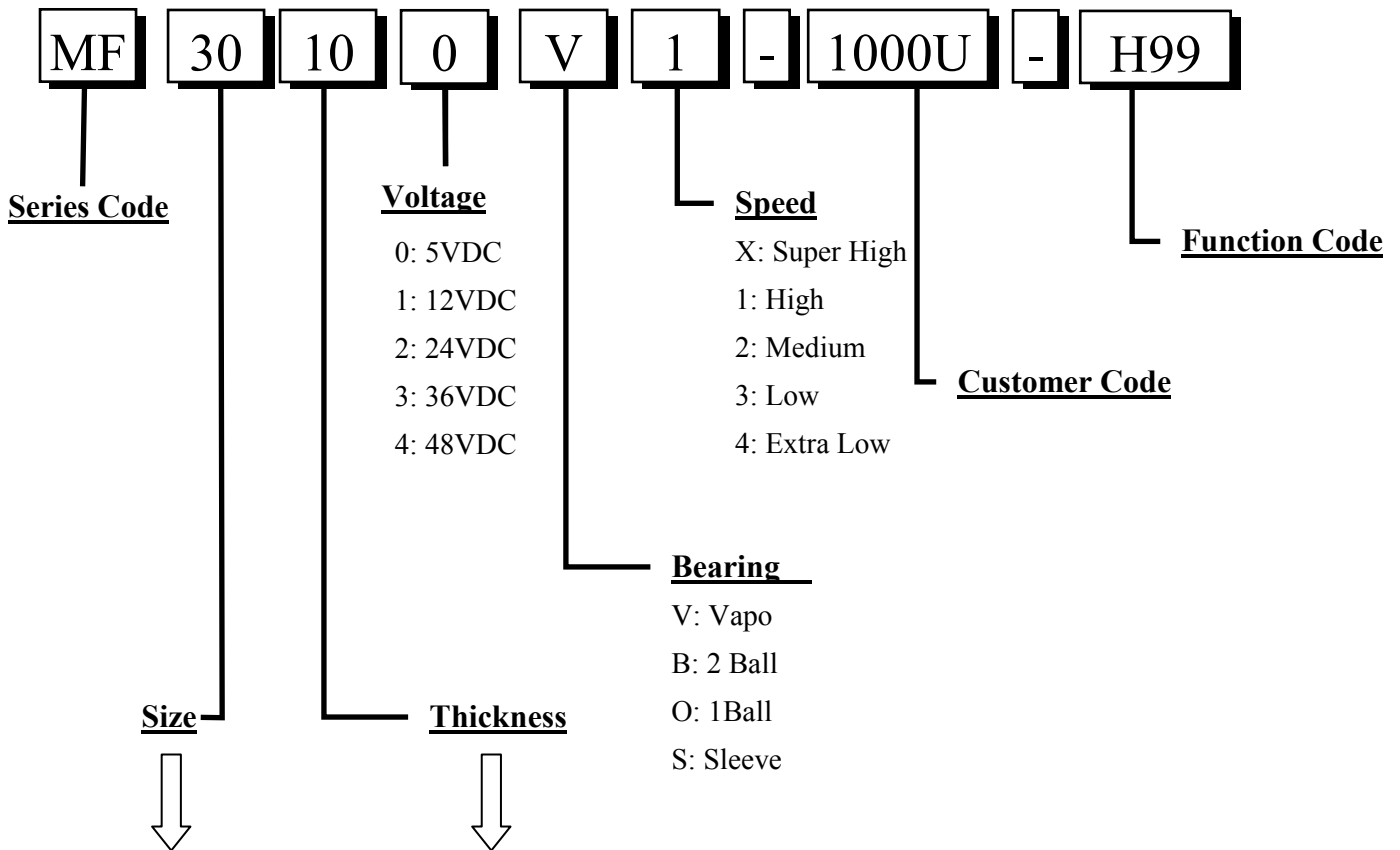 MF 30 10 0 V 1 - 1000U - H99
Series Code
Voltage
0: 5VDC
1: 12VDC
2: 24VDC
3: 36VDC
4: 48VDC
Speed
X: Super High
1: High
2: Medium
3: Low
4: Extra Low
Function Code
Customer Code
Bearing
V: Vapo
B: 2 Ball
O: 1Ball
S: Sleeve
Size
Thickness